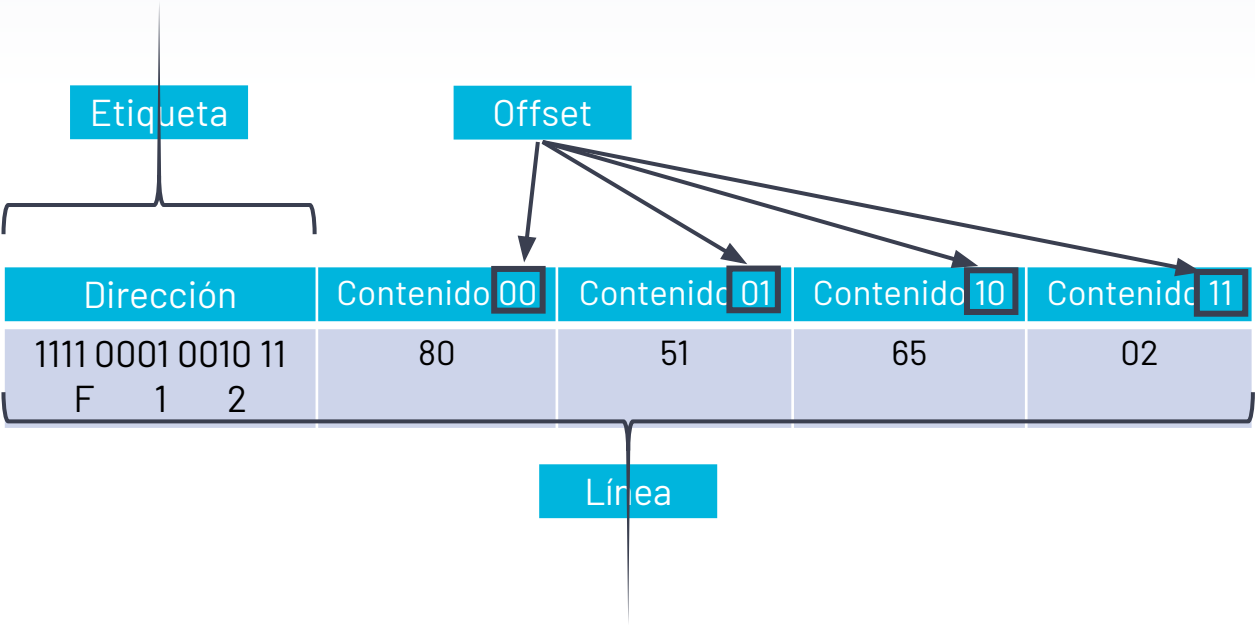 Etiqueta
Offset
Dirección Contenido 00 Contenido 01 Contenido 10 Contenido 11
1111 0001 0010 11 80 51 65 02
F 1 2
Línea